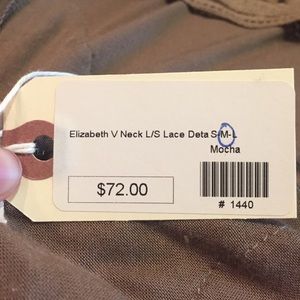 Elizabeth V Neck L/S Lace Deta S-M-L
Mocha
$72.00
# 1440